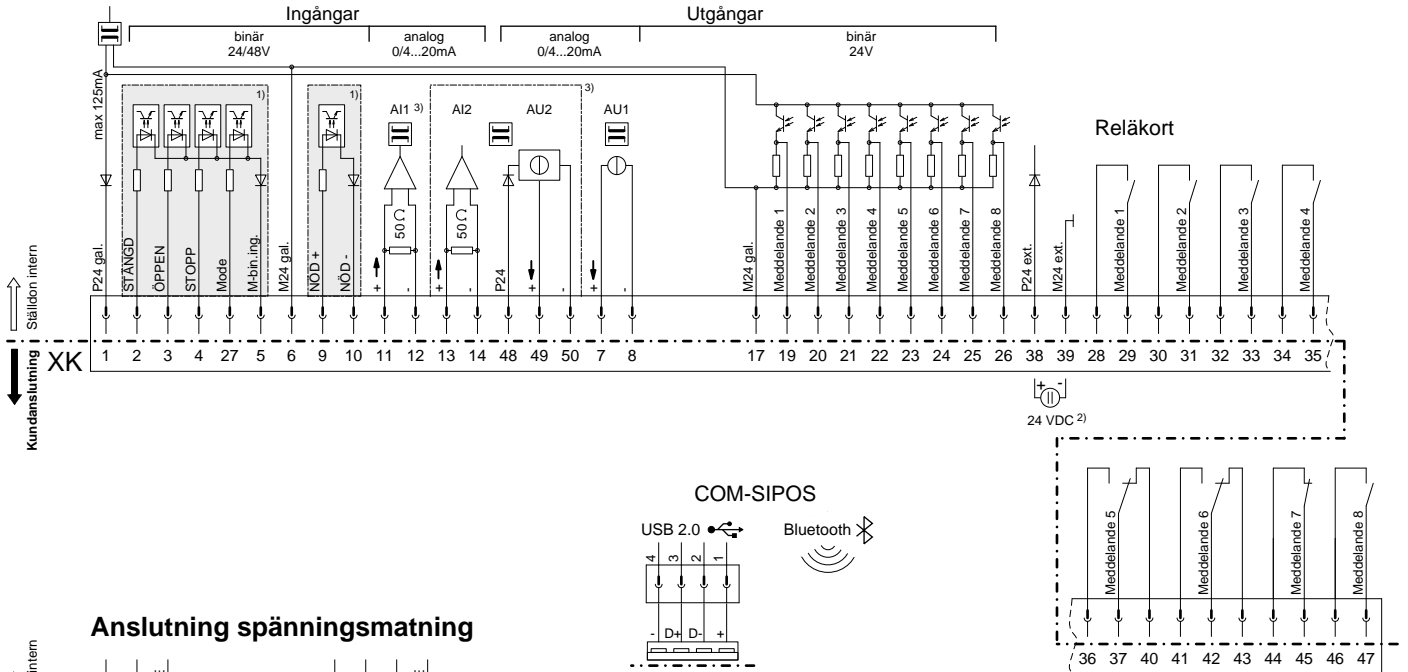 Ingångar
Utgångar
binär
24/48V
analog
0/4...20mA
analog
0/4...20mA
binär
24V
max 125mA
1)
1)
AI1 3)
AI2
AU2
3)
AU1
Reläkort
50 Ω
50 Ω
P24 gal.
STÄNGD
ÖPPEN
STOPP
Mode
M-bin.ing.
M24 gal.
NÖD +
NÖD -
+
-
+
-
P24
+
-
+
-
M24 gal.
Meddelande 1
Meddelande 2
Meddelande 3
Meddelande 4
Meddelande 5
Meddelande 6
Meddelande 7
Meddelande 8
P24 ext.
M24 ext.
Meddelande 1
Meddelande 2
Meddelande 3
Meddelande 4
Ställdon intern
Kundanslutning
XK
1 2 3 4 27 5 6 9 10 11 12 13 14 48 49 50 7 8 17 19 20 21 22 23 24 25 26 38 39 28 29 30 31 32 33 34 35
+ -
24 VDC 2)
COM-SIPOS
USB 2.0
Bluetooth
4 3 2 1
- D+ D- +
Meddelande 5
Meddelande 6
Meddelande 7
Meddelande 8
36 37 40 41 42 43 44 45 46 47
Anslutning spänningsmatning
intern